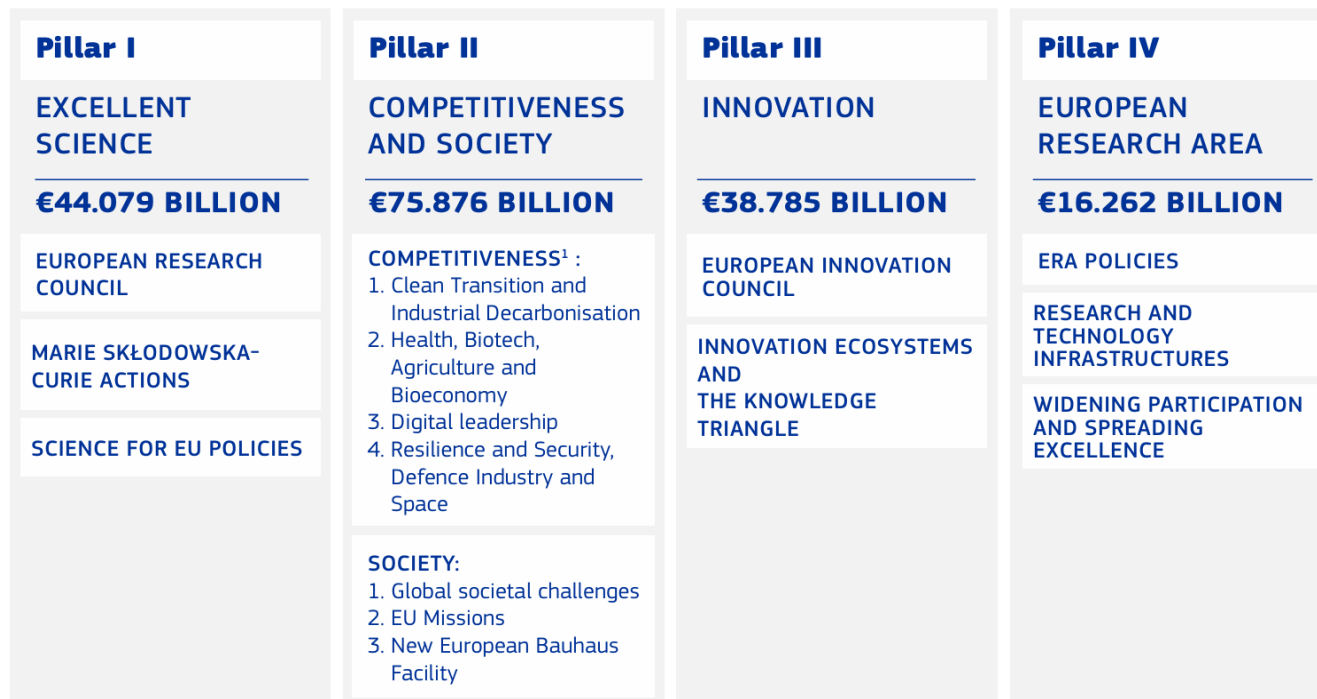 Pillar I
EXCELLENT
SCIENCE
€44.079 BILLION
EUROPEAN RESEARCH
COUNCIL
MARIE SKŁODOWSKA-
CURIE ACTIONS
SCIENCE FOR EU POLICIES
Pillar II
COMPETITIVENESS
AND SOCIETY
€75.876 BILLION
COMPETITIVENESS¹ :
1. Clean Transition and
Industrial Decarbonisation
2. Health, Biotech,
Agriculture and
Bioeconomy
3. Digital leadership
4. Resilience and Security,
Defence Industry and
Space
SOCIETY:
1. Global societal challenges
2. EU Missions
3. New European Bauhaus
Facility
Pillar III
INNOVATION
€38.785 BILLION
EUROPEAN INNOVATION
COUNCIL
INNOVATION ECOSYSTEMS
AND
THE KNOWLEDGE
TRIANGLE
Pillar IV
EUROPEAN
RESEARCH AREA
€16.262 BILLION
ERA POLICIES
RESEARCH AND
TECHNOLOGY
INFRASTRUCTURES
WIDENING PARTICIPATION
AND SPREADING
EXCELLENCE